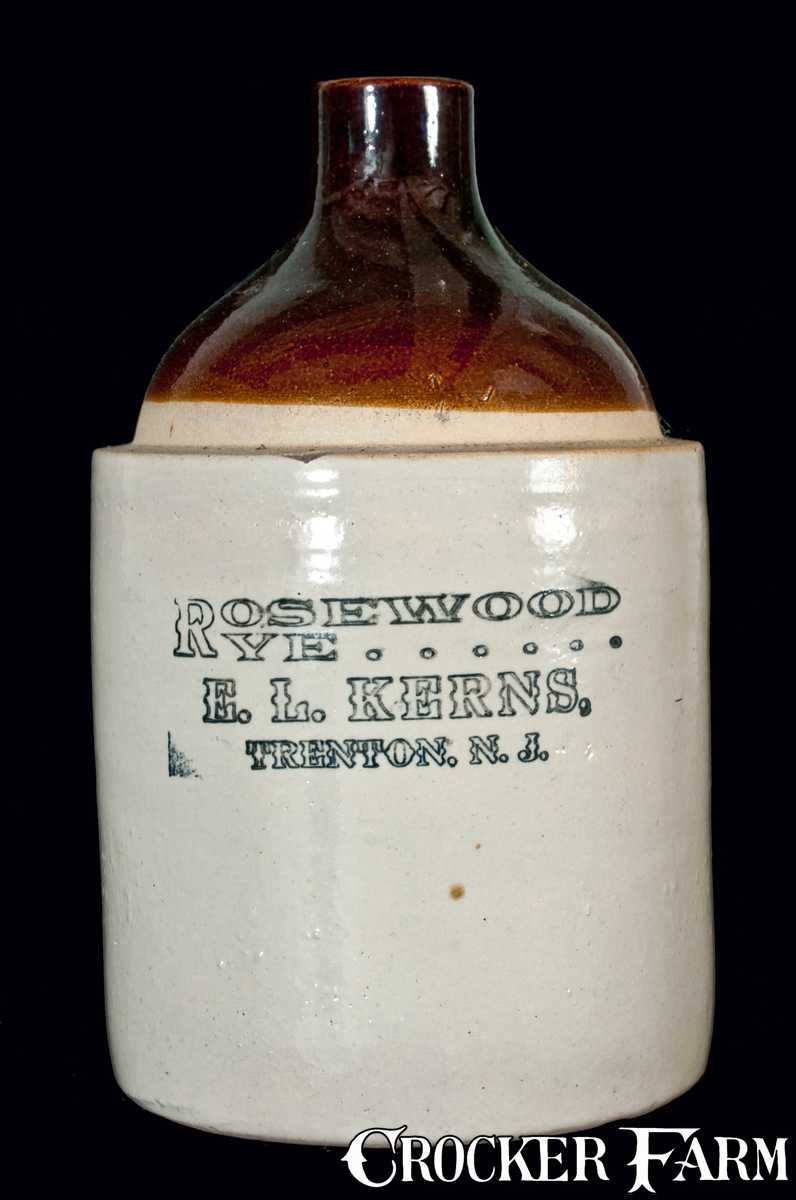 ROSEWOOD
RYE . . . . . .
E. L. KERNS,
TRENTON. N. J.
CROCKER FARM